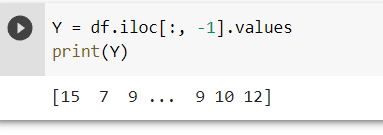 Y = df.iloc[:, -1].values
print(Y)
[15  7  9 ...  9 10 12]